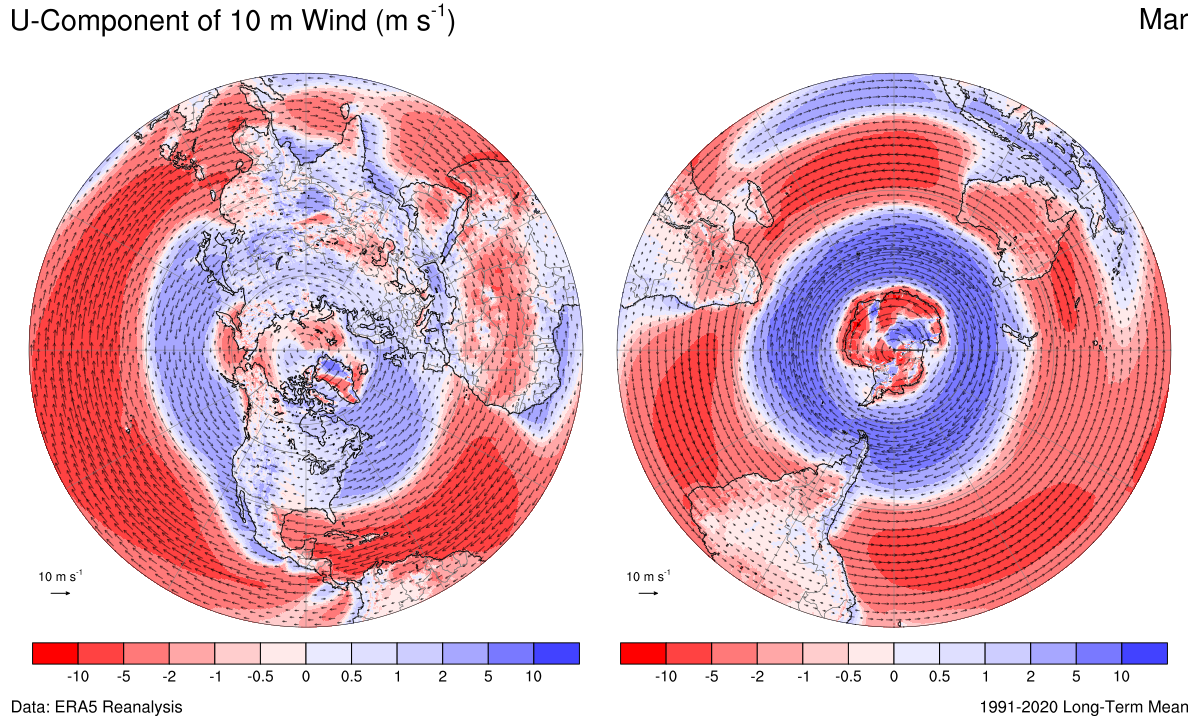 U-Component of 10 m Wind (m s⁻¹)
Mar
10 m s⁻¹
10 m s⁻¹
-10 -5 -2 -1 -0.5 0 0.5 1 2 5 10
-10 -5 -2 -1 -0.5 0 0.5 1 2 5 10
Data: ERA5 Reanalysis
1991-2020 Long-Term Mean